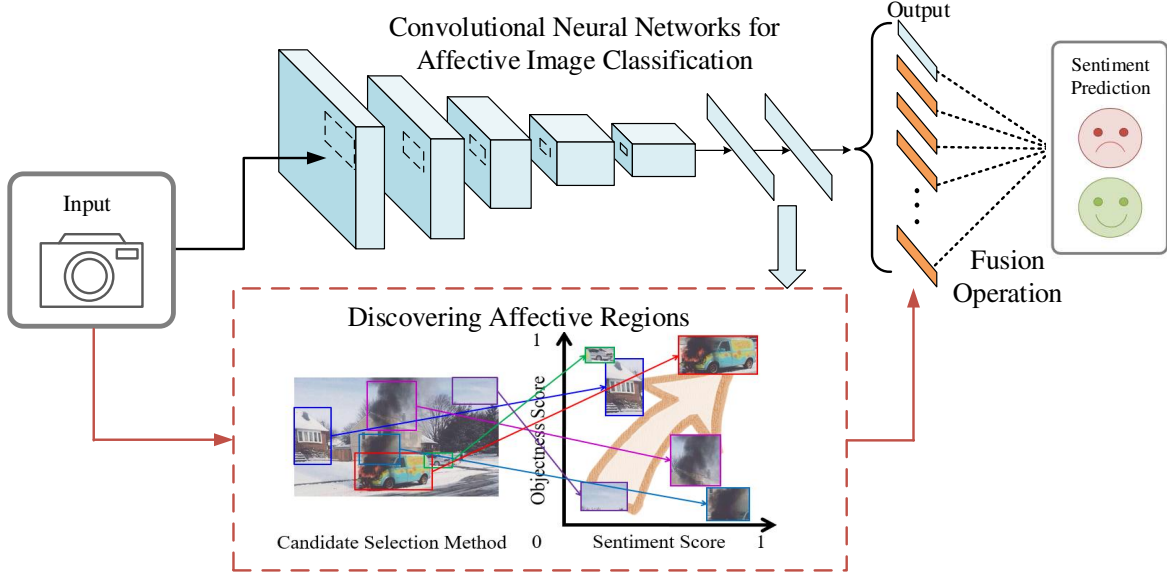 Output
Convolutional Neural Networks for
Affective Image Classification
Sentiment
Prediction
Input
Fusion
Operation
Discovering Affective Regions
1
Objectness Score
Candidate Selection Method
0
Sentiment Score
1